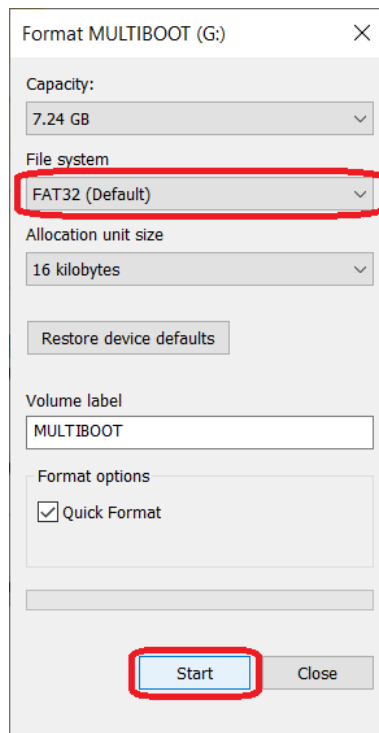 Format MULTIBOOT (G:)
Capacity:
7.24 GB
File system
FAT32 (Default)
Allocation unit size
16 kilobytes
Restore device defaults
Volume label
MULTIBOOT
Format options
Quick Format
Start Close